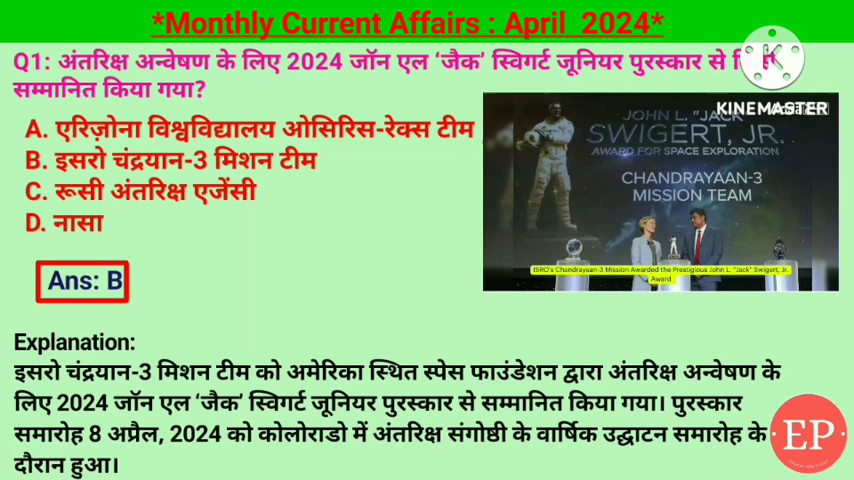 *Monthly Current Affairs : April 2024*
Q1: अंतरिक्ष अन्वेषण के लिए 2024 जॉन एल ‘जैक’ स्विगर्ट जूनियर पुरस्कार से
सम्मानित किया गया?
A. एरिज़ोना विश्वविद्यालय ओसिरिस-रेक्स टीम
B. इसरो चंद्रयान-3 मिशन टीम
C. रूसी अंतरिक्ष एजेंसी
D. नासा
Ans: B
K
KINEMASTER
JOHN L. "JACK"
SWIGERT, JR.
AWARD FOR SPACE EXPLORATION
CHANDRAYAAN-3
MISSION TEAM
ISRO's Chandrayaan-3 Mission Awarded the Prestigious John L. "Jack" Swigert, Jr.
Award
Explanation:
इसरो चंद्रयान-3 मिशन टीम को अमेरिका स्थित स्पेस फाउंडेशन द्वारा अंतरिक्ष अन्वेषण के
लिए 2024 जॉन एल ‘जैक’ स्विगर्ट जूनियर पुरस्कार से सम्मानित किया गया। पुरस्कार
समारोह 8 अप्रैल, 2024 को कोलोराडो में अंतरिक्ष संगोष्ठी के वार्षिक उद्घाटन समारोह के
दौरान हुआ।
EP